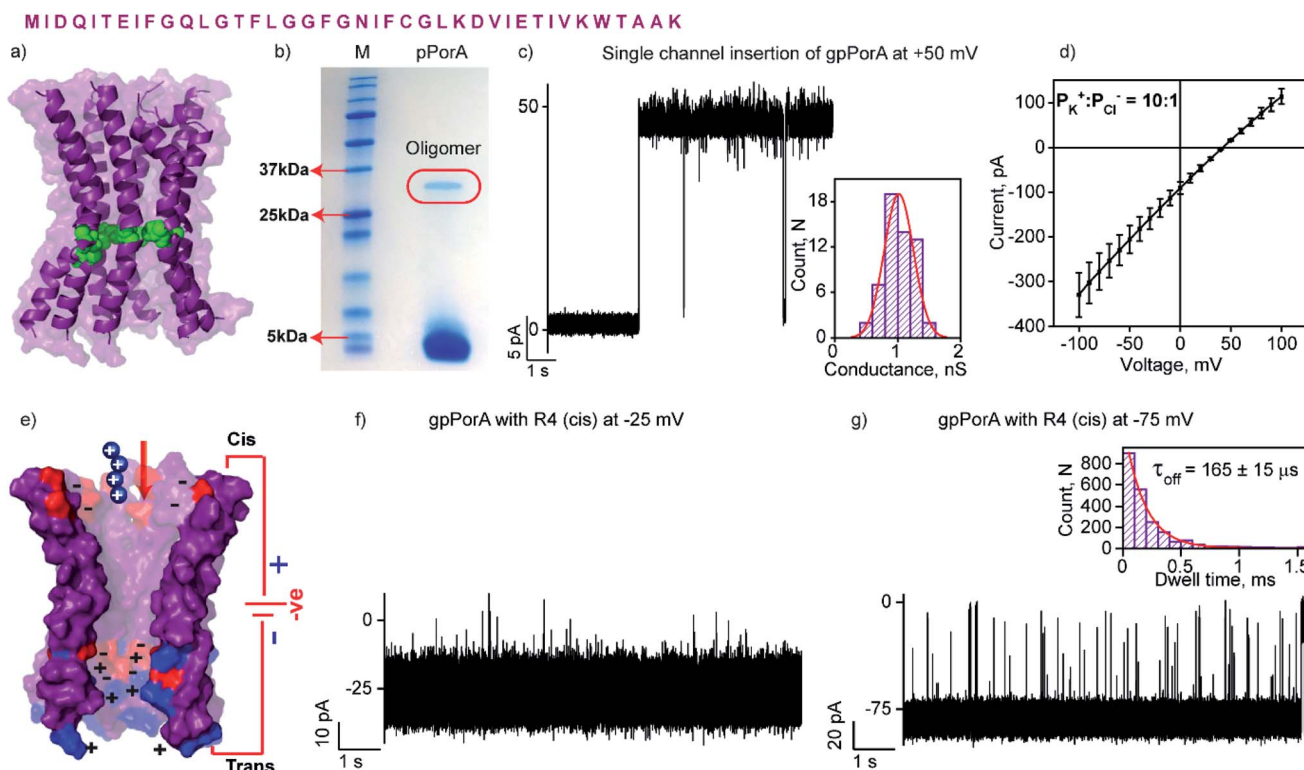 MIDQITEIFGQLGTFLGGFGNIFCGLKDVIETIVKWTAAK
a)
b)
M
pPorA
Oligomer
37kDa
25kDa
5kDa
c)
Single channel insertion of gpPorA at +50 mV
50
0
5 pA
1 s
Count, N
18
12
6
0
0
1
2
Conductance, nS
d)
P_K⁺:P_Cl⁻ = 10:1
Current, pA
100
0
-100
-200
-300
-400
-100
-50
0
50
100
Voltage, mV
e)
Cis
+ + + +
- - - -
+
-ve
-
- - - -
+ + + +
+ +
Trans
f)
gpPorA with R4 (cis) at -25 mV
0
-25
10 pA
1 s
g)
gpPorA with R4 (cis) at -75 mV
Count, N
800
600
400
200
0
τ_off = 165 ± 15 µs
0
0.5
1
1.5
Dwell time, ms
0
-75
20 pA
1 s